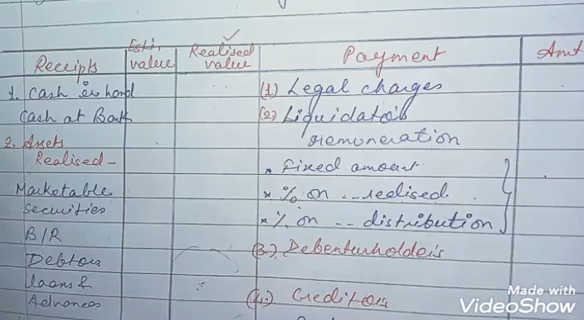 Receipts Esti. value Realised value Payment Amt
1. Cash in hand (1) Legal charges
Cash at Bank (2) Liquidator's
2. Assets remuneration
Realised - × Fixed amount
Marketable × % on ... realised
Securities × % on ... distribution
B/R (3.) Debentureholders
Debtors
loans & (4.) Creditors
Advances
Made with
VideoShow